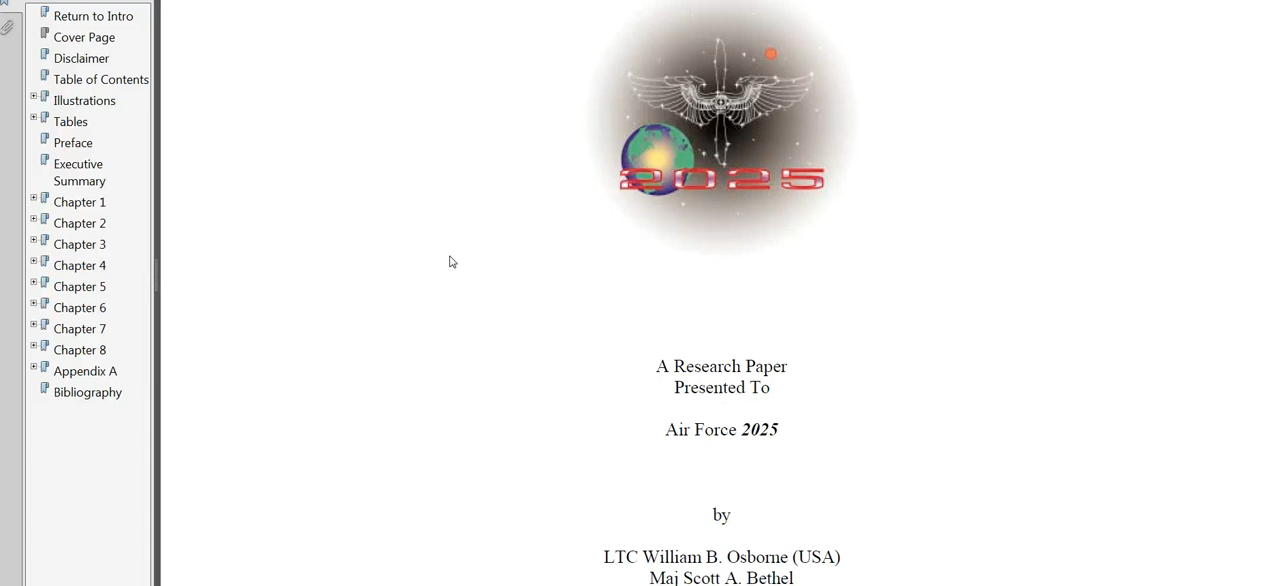 Return to Intro
Cover Page
Disclaimer
Table of Contents
Illustrations
Tables
Preface
Executive
Summary
Chapter 1
Chapter 2
Chapter 3
Chapter 4
Chapter 5
Chapter 6
Chapter 7
Chapter 8
Appendix A
Bibliography
2025
A Research Paper
Presented To
Air Force 2025
by
LTC William B. Osborne (USA)
Maj Scott A. Bethel